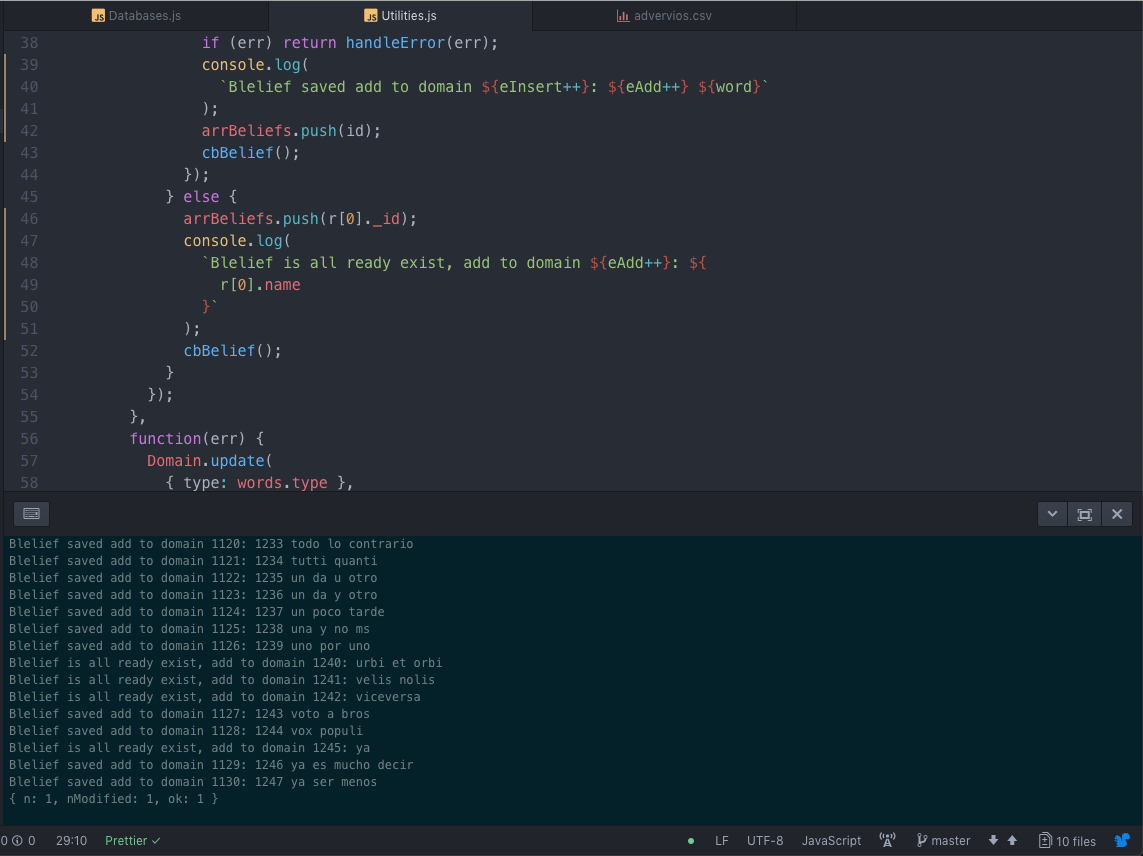 JS Databases.js
JS Utilities.js
advervios.csv
38 if (err) return handleError(err);
39 console.log(
40 `Blelief saved add to domain ${eInsert++}: ${eAdd++} ${word}`
41 );
42 arrBeliefs.push(id);
43 cbBelief();
44 });
45 } else {
46 arrBeliefs.push(r[0]._id);
47 console.log(
48 `Blelief is all ready exist, add to domain ${eAdd++}: ${
49 r[0].name
50 }`
51 );
52 cbBelief();
53 }
54 });
55 },
56 function(err) {
57 Domain.update(
58 { type: words.type },
Blelief saved add to domain 1120: 1233 todo lo contrario
Blelief saved add to domain 1121: 1234 tutti quanti
Blelief saved add to domain 1122: 1235 un da u otro
Blelief saved add to domain 1123: 1236 un da y otro
Blelief saved add to domain 1124: 1237 un poco tarde
Blelief saved add to domain 1125: 1238 una y no ms
Blelief saved add to domain 1126: 1239 uno por uno
Blelief is all ready exist, add to domain 1240: urbi et orbi
Blelief is all ready exist, add to domain 1241: velis nolis
Blelief is all ready exist, add to domain 1242: viceversa
Blelief saved add to domain 1127: 1243 voto a bros
Blelief saved add to domain 1128: 1244 vox populi
Blelief is all ready exist, add to domain 1245: ya
Blelief saved add to domain 1129: 1246 ya es mucho decir
Blelief saved add to domain 1130: 1247 ya ser menos
{ n: 1, nModified: 1, ok: 1 }
0 0 29:10 Prettier ✓ LF UTF-8 JavaScript master 10 files